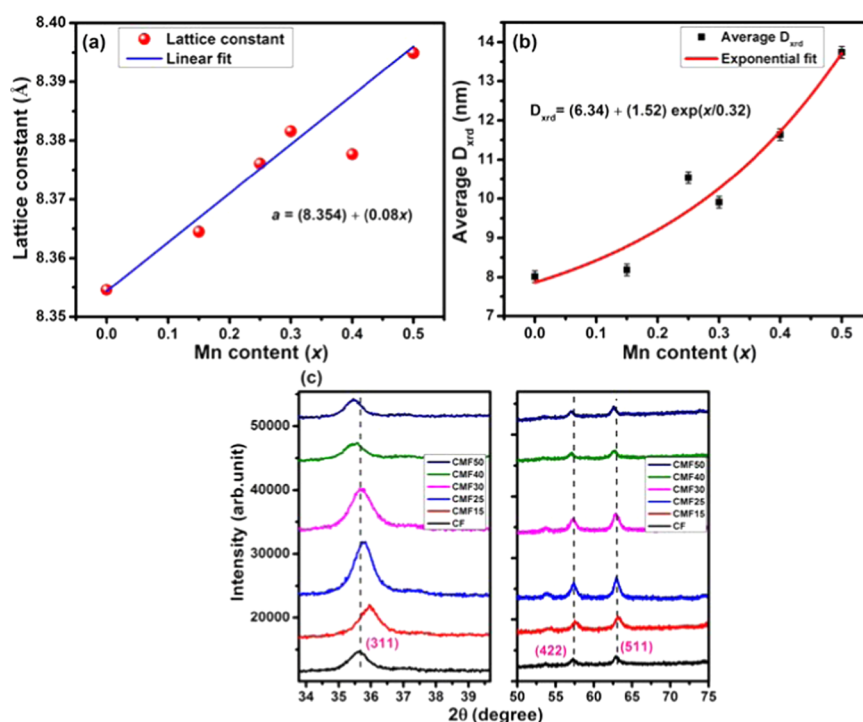 (a)
Lattice constant
Linear fit
a = (8.354) + (0.08x)
8.40
8.39
8.38
8.37
8.36
8.35
Lattice constant (Å)
0.0 0.1 0.2 0.3 0.4 0.5
Mn content (x)
(b)
Average Dxrd
Exponential fit
Dxrd= (6.34) + (1.52) exp(x/0.32)
14
13
12
11
10
9
8
7
Average Dxrd (nm)
0.0 0.1 0.2 0.3 0.4 0.5
Mn content (x)
(c)
50000
40000
30000
20000
Intensity (arb.unit)
CMF50
CMF40
CMF30
CMF25
CMF15
CF
(311)
34 35 36 37 38 39
CMF50
CMF40
CMF30
CMF25
CMF15
CF
(422) (511)
50 55 60 65 70 75
2θ (degree)